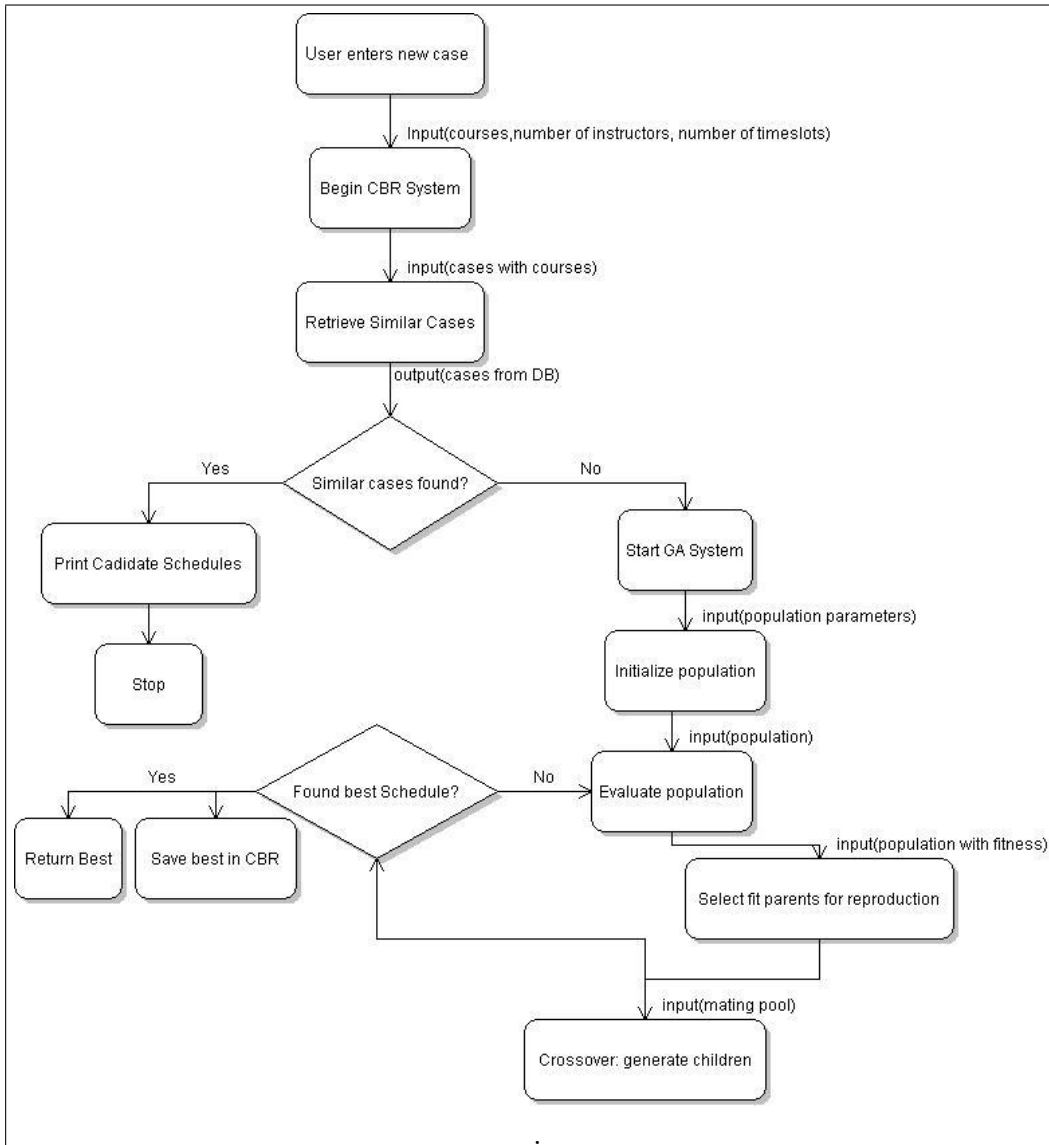 User enters new case
Input(courses,number of instructors, number of timeslots)
Begin CBR System
input(cases with courses)
Retrieve Similar Cases
output(cases from DB)
Similar cases found?
Yes
No
Print Cadidate Schedules
Start GA System
input(population parameters)
Stop
Initialize population
input(population)
Found best Schedule?
Yes
No
Evaluate population
Return Best
Save best in CBR
input(population with fitness)
Select fit parents for reproduction
input(mating pool)
Crossover: generate children
.